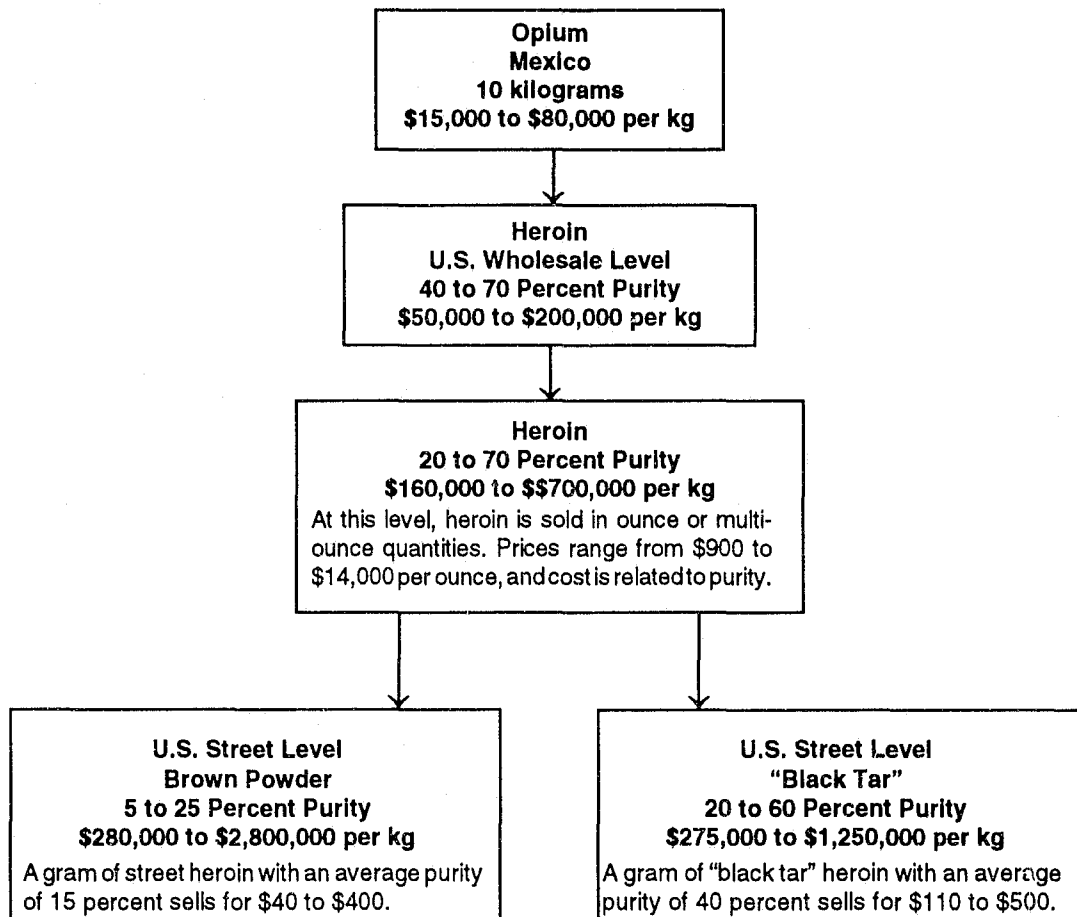 Opium
Mexico
10 kilograms
$15,000 to $80,000 per kg
Heroin
U.S. Wholesale Level
40 to 70 Percent Purity
$50,000 to $200,000 per kg
Heroin
20 to 70 Percent Purity
$160,000 to $$700,000 per kg
At this level, heroin is sold in ounce or multi-
ounce quantities. Prices range from $900 to
$14,000 per ounce, and cost is related to purity.
U.S. Street Level
Brown Powder
5 to 25 Percent Purity
$280,000 to $2,800,000 per kg
A gram of street heroin with an average purity
of 15 percent sells for $40 to $400.
U.S. Street Level
“Black Tar”
20 to 60 Percent Purity
$275,000 to $1,250,000 per kg
A gram of “black tar” heroin with an average
purity of 40 percent sells for $110 to $500.